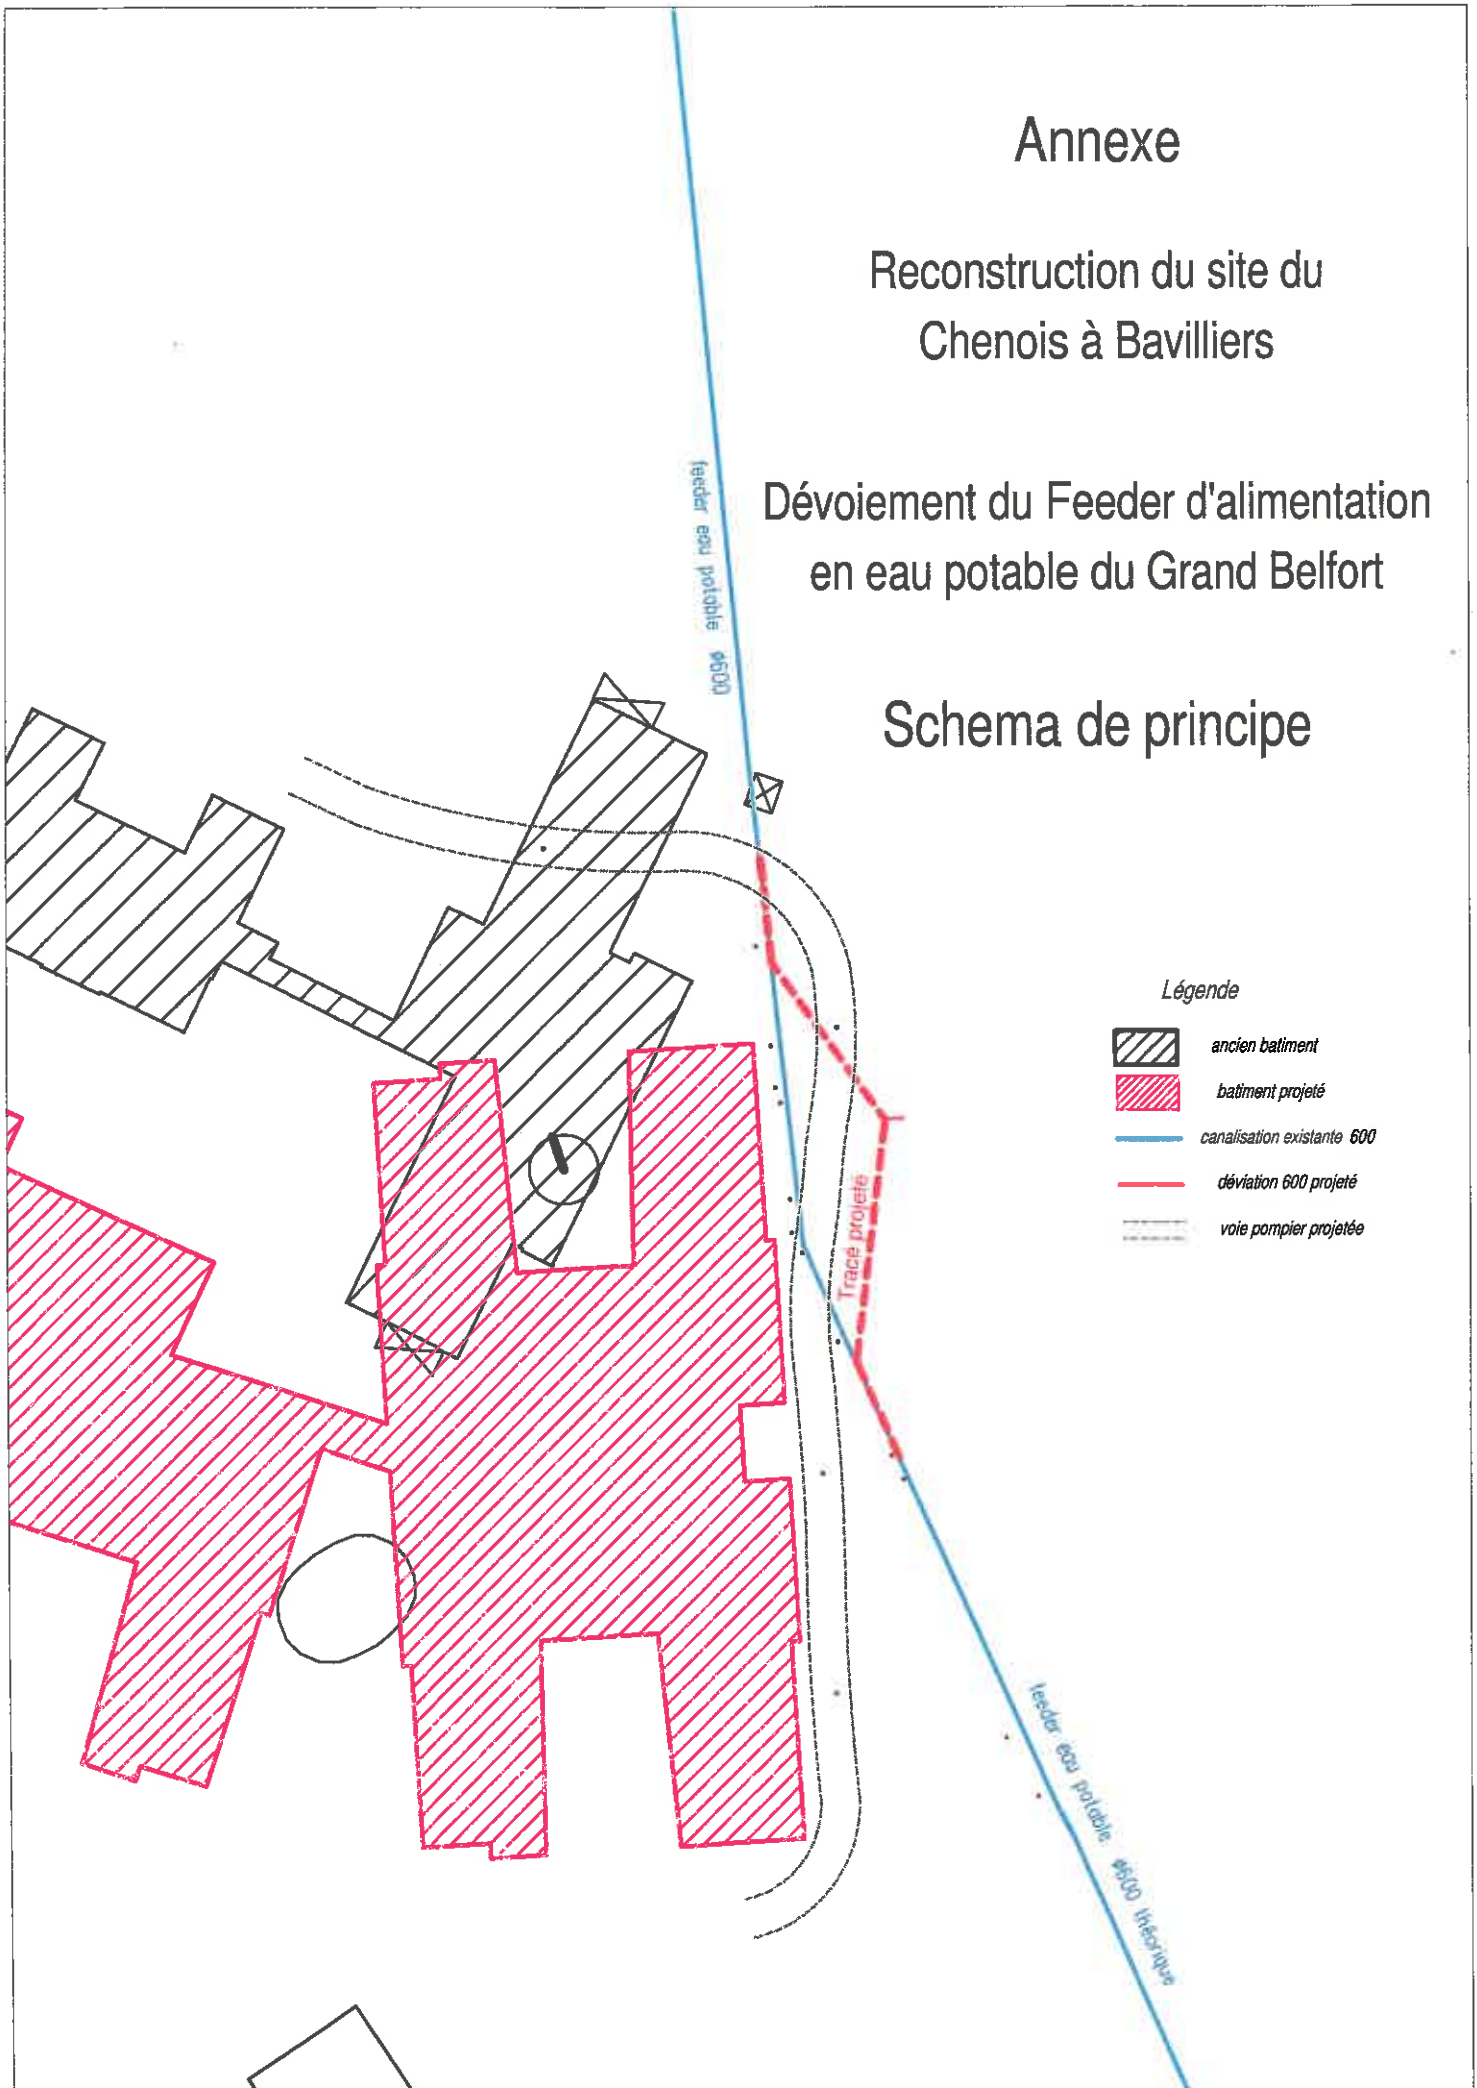 Annexe
Reconstruction du site du
Chenois à Bavilliers
Dévoiement du Feeder d'alimentation
en eau potable du Grand Belfort
Schema de principe
feeder eau potable ø600
Légende
ancien batiment
batiment projeté
canalisation existante 600
déviation 600 projeté
voie pompier projetée
Tracé projeté
feeder eau potable ø600 théorique